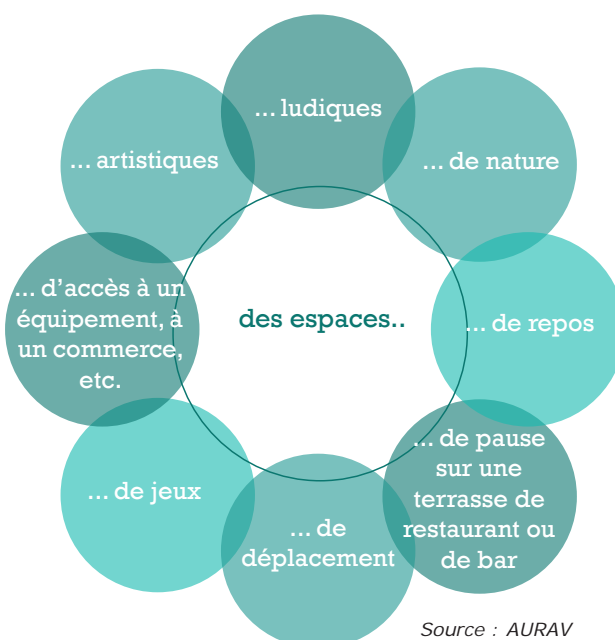 ... ludiques
... de nature
... de repos
... de pause
sur une
terrasse de
restaurant ou
de bar
... de
déplacement
... de jeux
... d'accès à un
équipement, à
un commerce,
etc.
... artistiques
des espaces..
Source : AURAV